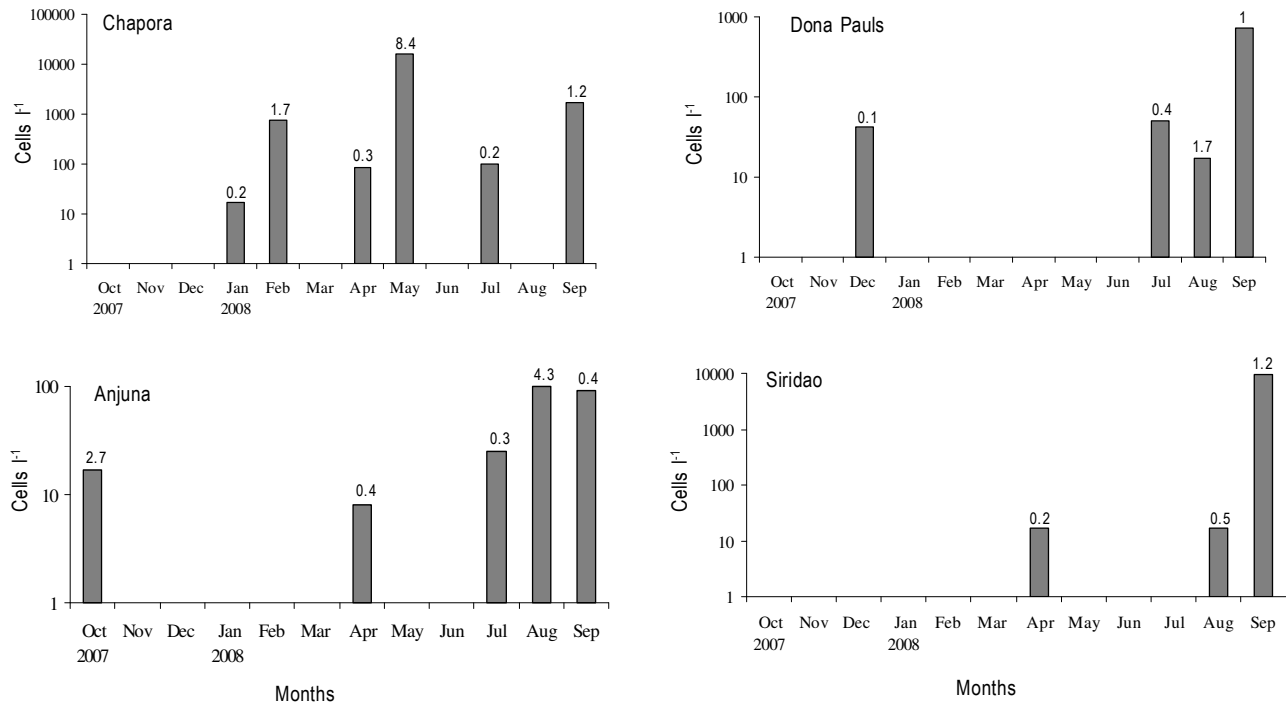 Chapora
100000
10000
1000
100
10
1
Cells l-1
0.2
1.7
0.3
8.4
0.2
1.2
Oct Nov Dec Jan Feb Mar Apr May Jun Jul Aug Sep
2007 2008
Dona Pauls
1000
100
10
1
Cells l-1
0.1
0.4
1.7
1
Oct Nov Dec Jan Feb Mar Apr May Jun Jul Aug Sep
2007 2008
Anjuna
100
10
1
Cells l-1
2.7
0.4
0.3
4.3
0.4
Oct Nov Dec Jan Feb Mar Apr May Jun Jul Aug Sep
2007 2008
Months
Siridao
10000
1000
100
10
1
Cells l-1
0.2
0.5
1.2
Oct Nov Dec Jan Feb Mar Apr May Jun Jul Aug Sep
2007 2008
Months